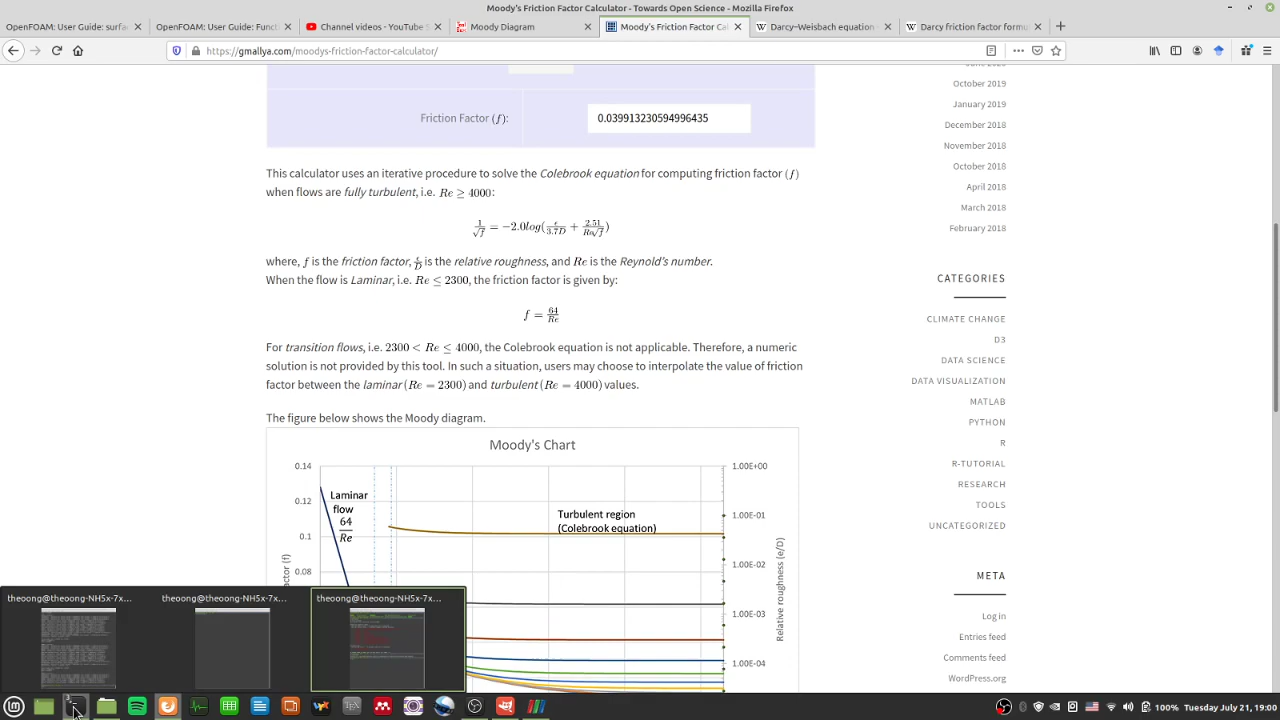 Moody's Friction Factor Calculator - Towards Open Science - Mozilla Firefox
OpenFOAM: User Guide: surfa
OpenFOAM: User Guide: Funct
Channel videos - YouTube S
Moody Diagram
Moody's Friction Factor Cal
Darcy–Weisbach equation -
Darcy friction factor formu
https://gmallya.com/moodys-friction-factor-calculator/
October 2019
January 2019
December 2018
November 2018
October 2018
April 2018
March 2018
February 2018
Friction Factor (f):
0.039913230594996435
This calculator uses an iterative procedure to solve the Colebrook equation for computing friction factor (f)
when flows are fully turbulent, i.e. Re ≥ 4000:
1/√f = −2.0log(ϵ/3.7D + 2.51/Re√f)
where, f is the friction factor, ϵ/D is the relative roughness, and Re is the Reynold's number.
When the flow is Laminar, i.e. Re ≤ 2300, the friction factor is given by:
f = 64/Re
For transition flows, i.e. 2300 < Re ≤ 4000, the Colebrook equation is not applicable. Therefore, a numeric
solution is not provided by this tool. In such a situation, users may choose to interpolate the value of friction
factor between the laminar (Re = 2300) and turbulent (Re = 4000) values.
The figure below shows the Moody diagram.
CATEGORIES
CLIMATE CHANGE
D3
DATA SCIENCE
DATA VISUALIZATION
MATLAB
PYTHON
R
R-TUTORIAL
RESEARCH
TOOLS
UNCATEGORIZED
META
Log in
Entries feed
Comments feed
WordPress.org
Moody's Chart
0.14
0.12
0.1
0.08
Laminar
flow
64
Re
Turbulent region
(Colebrook equation)
1.00E+00
1.00E-01
1.00E-02
1.00E-03
1.00E-04
Relative roughness (e/D)
actor (f)
theoong@theoong-NH5x-7x...
theoong@theoong-NH5x-7x...
theoong@theoong-NH5x-7x...
100%
Tuesday July 21, 19:00